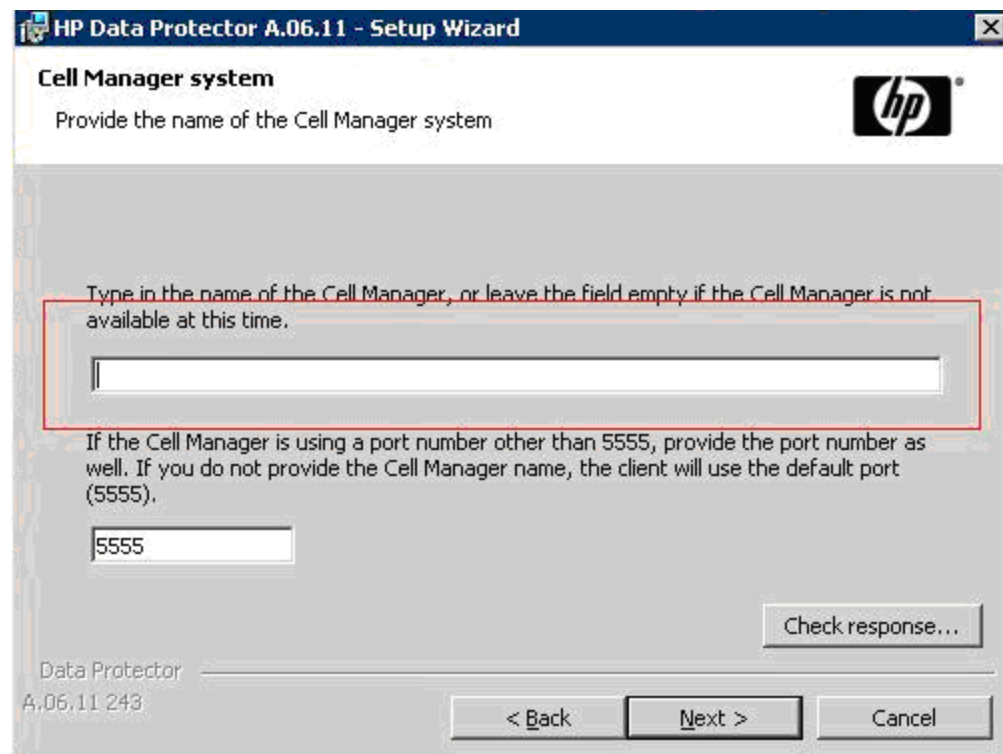 HP Data Protector A.06.11 - Setup Wizard
Cell Manager system
Provide the name of the Cell Manager system
hp
Type in the name of the Cell Manager, or leave the field empty if the Cell Manager is not
available at this time.
If the Cell Manager is using a port number other than 5555, provide the port number as
well. If you do not provide the Cell Manager name, the client will use the default port
(5555).
5555
Check response...
Data Protector
A.06.11 243
< Back
Next >
Cancel